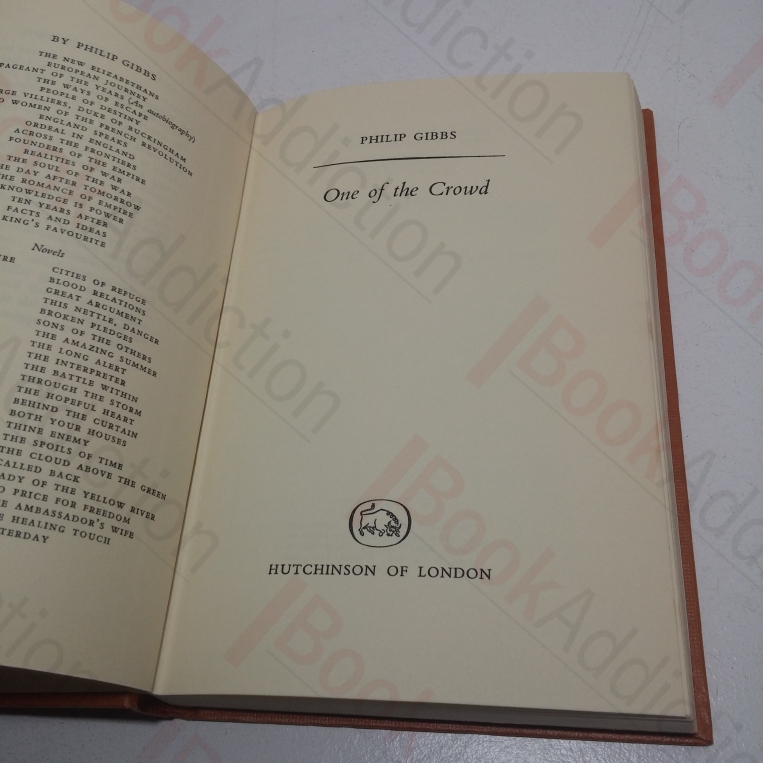 BY PHILIP GIBBS
THE NEW ELIZABETHANS
EUROPEAN JOURNEY
PAGEANT OF THE YEARS (An autobiography)
THE WAYS OF ESCAPE
PEOPLE OF DESTINY
VILLIERS, DUKE OF BUCKINGHAM
WOMEN OF THE FRENCH REVOLUTION
ENGLAND SPEAKS
ORDEAL IN ENGLAND
ACROSS THE FRONTIERS
FOUNDERS OF THE EMPIRE
REALITIES OF WAR
THE SOUL OF THE WAR
DAY AFTER TOMORROW
THE ROMANCE OF EMPIRE
KNOWLEDGE IS POWER
TEN YEARS AFTER
FACTS AND IDEAS
KING'S FAVOURITE
Novels
CITIES OF REFUGE
BLOOD RELATIONS
GREAT ARGUMENT
THIS NETTLE, DANGER
BROKEN PLEDGES
SONS OF THE OTHERS
THE AMAZING SUMMER
THE LONG ALERT
THE INTERPRETER
THE BATTLE WITHIN
THROUGH THE STORM
THE HOPEFUL HEART
BEHIND THE CURTAIN
BOTH YOUR HOUSES
THINE ENEMY
THE SPOILS OF TIME
THE CLOUD ABOVE THE GREEN
CALLED BACK
LADY OF THE YELLOW RIVER
PRICE FOR FREEDOM
AMBASSADOR'S WIFE
HEALING TOUCH
PHILIP GIBBS
One of the Crowd
HUTCHINSON OF LONDON
BookAddiction
BookAddiction
BookAddiction
BookAddiction